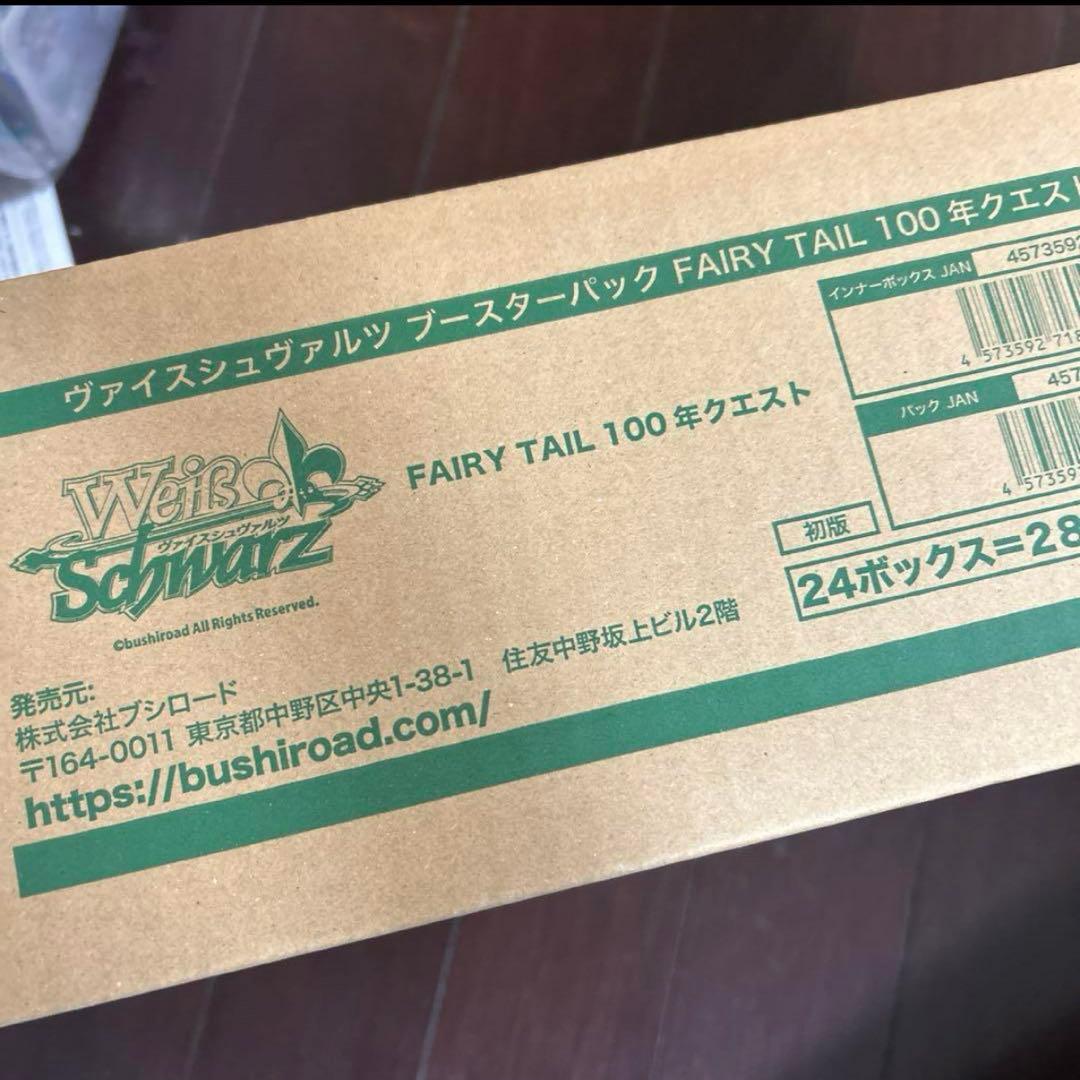 ヴァイスシュヴァルツ ブースターパック FAIRY TAIL 100年クエスト
Weiß
ヴァイスシュヴァルツ
Schwarz
©bushiroad All Rights Reserved.
FAIRY TAIL 100年クエスト
インナーボックス JAN
457359
4 573592 718
パック JAN
457
4 57359
初版
24ボックス=28
発売元:
株式会社ブシロード
〒164-0011 東京都中野区中央1-38-1 住友中野坂上ビル2階
https://bushiroad.com/